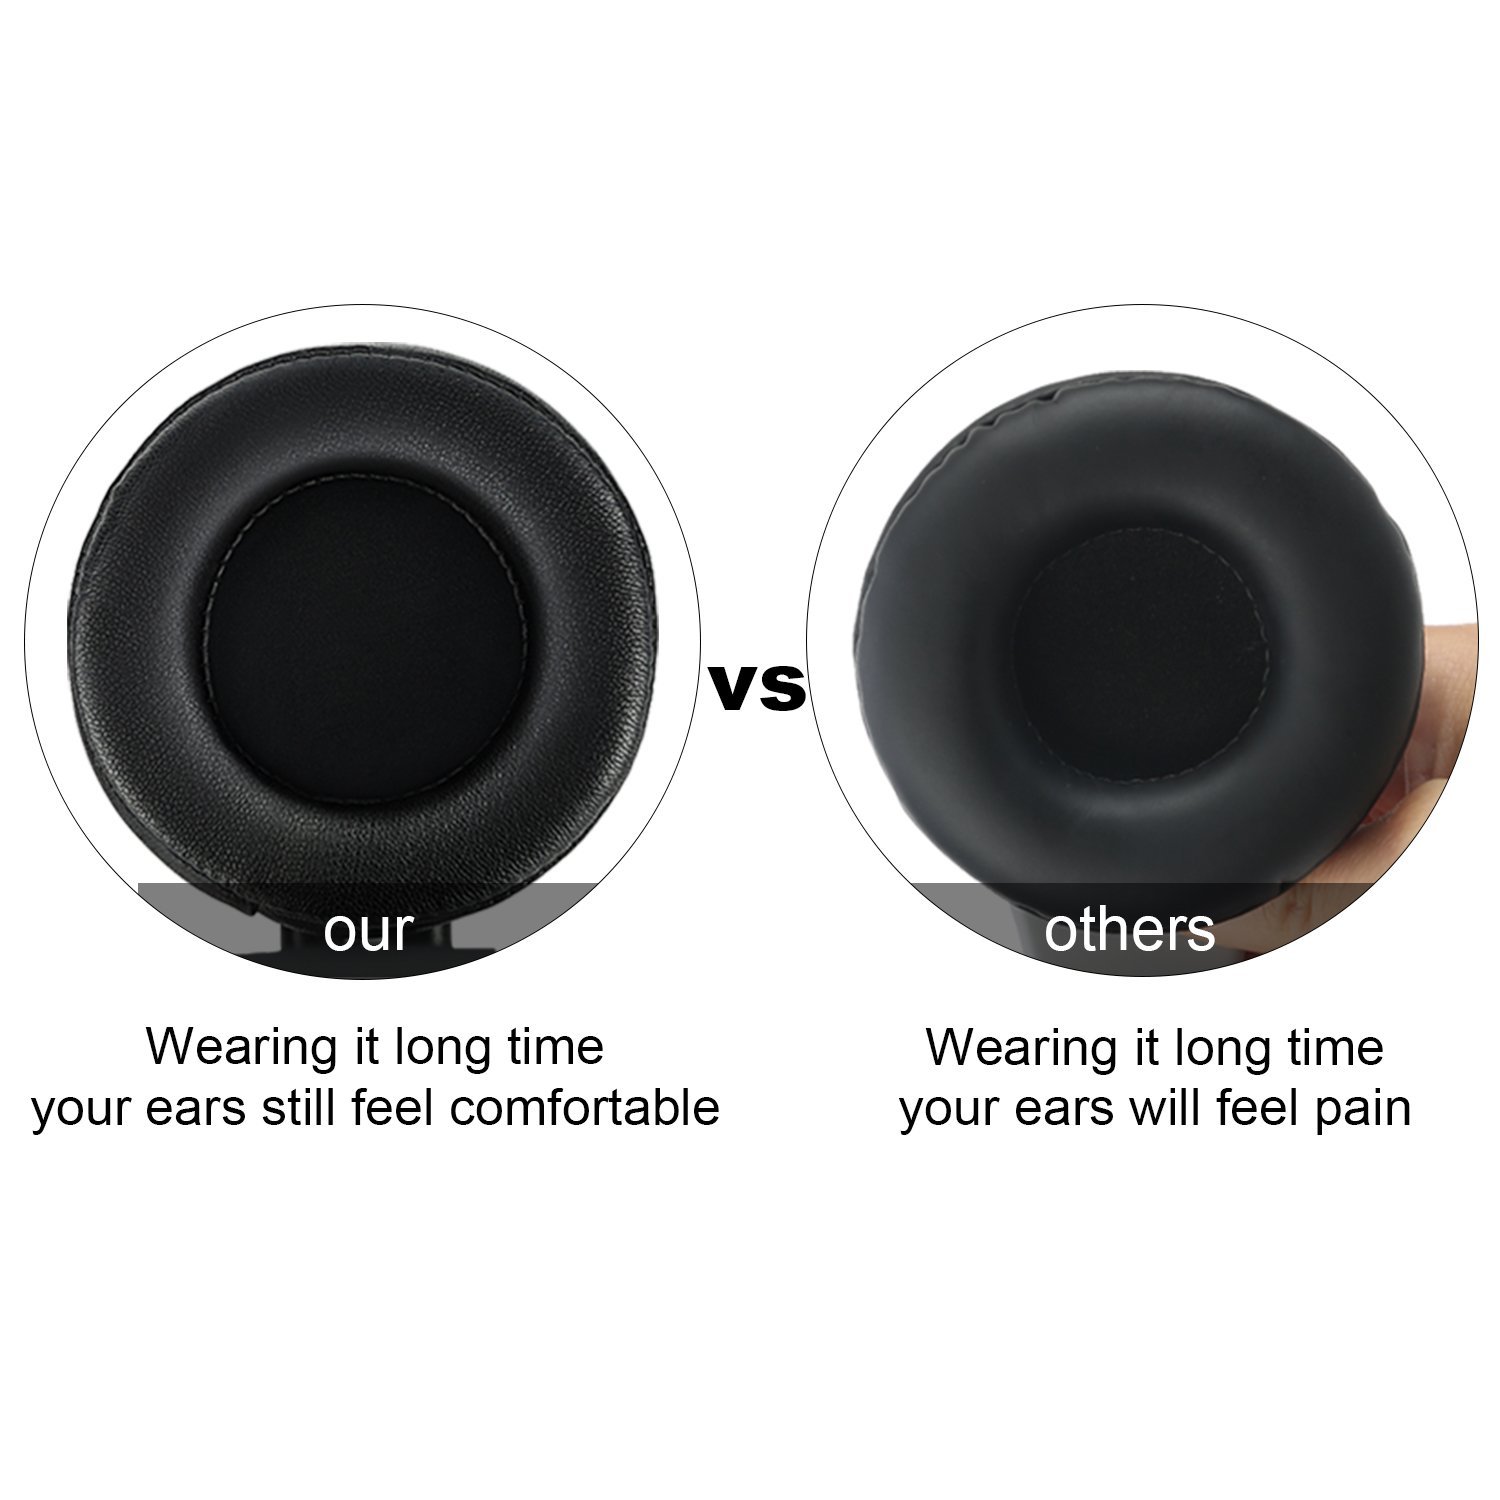 our
vs
others
Wearing it long time
your ears still feel comfortable
Wearing it long time
your ears will feel pain